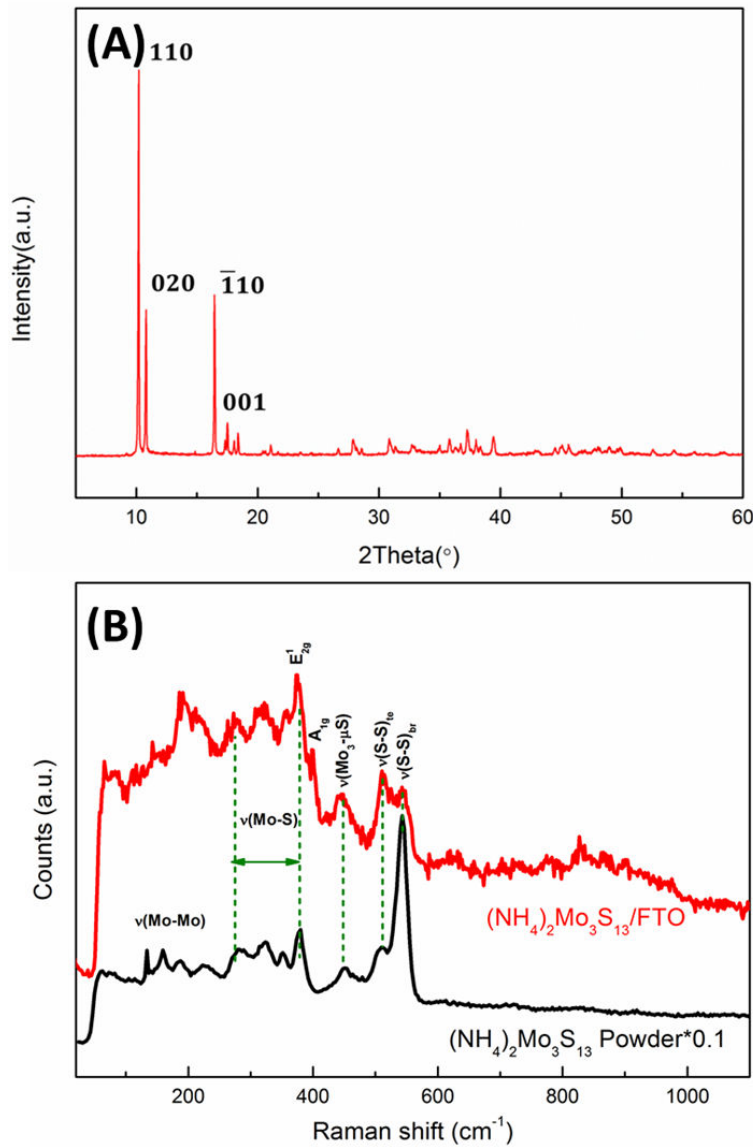 (A)
110
020
1̅10
001
Intensity(a.u.)
10 20 30 40 50 60
2Theta(°)
(B)
E¹₂g
A₁g
ν(Mo₃-μS)
ν(S-S)te
ν(S-S)br
ν(Mo-S)
ν(Mo-Mo)
Counts (a.u.)
(NH₄)₂Mo₃S₁₃/FTO
(NH₄)₂Mo₃S₁₃ Powder*0.1
200 400 600 800 1000
Raman shift (cm⁻¹)